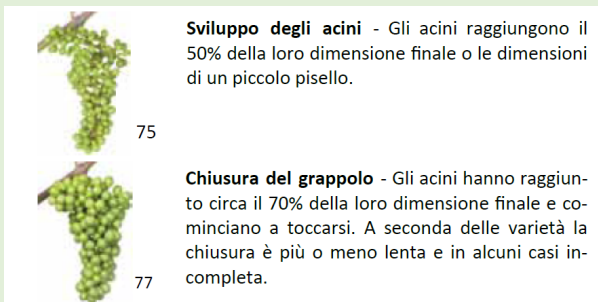 Sviluppo degli acini - Gli acini raggiungono il
50% della loro dimensione finale o le dimensioni
di un piccolo pisello.
75
Chiusura del grappolo - Gli acini hanno raggiun-
to circa il 70% della loro dimensione finale e co-
minciano a toccarsi. A seconda delle varietà la
chiusura è più o meno lenta e in alcuni casi in-
completa.
77